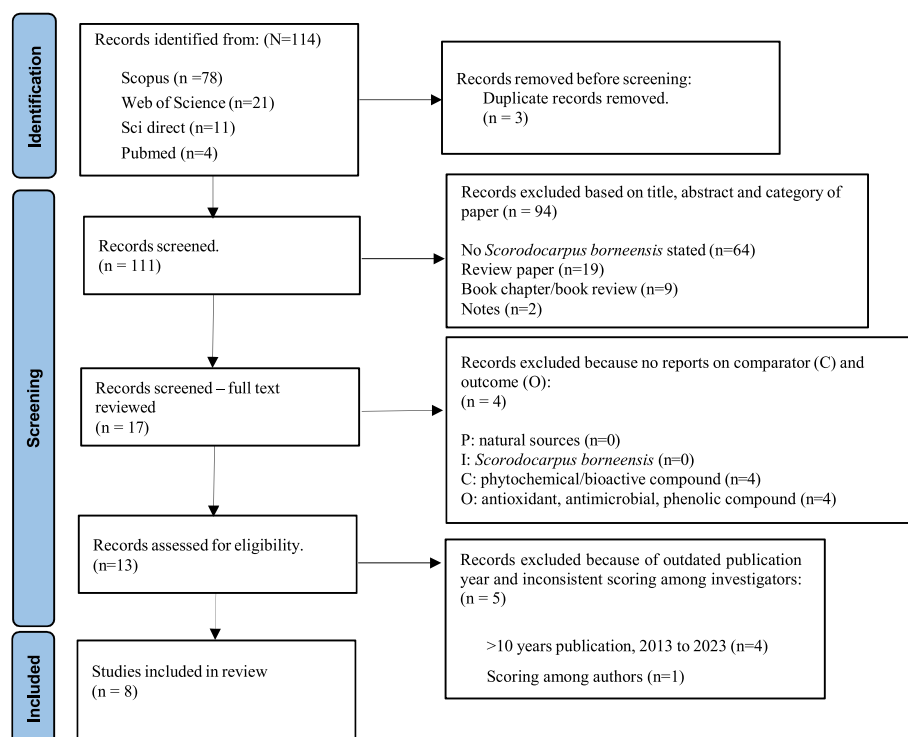 Identification
Records identified from: (N=114)
Scopus (n =78)
Web of Science (n=21)
Sci direct (n=11)
Pubmed (n=4)
Records removed before screening:
Duplicate records removed.
(n = 3)
Screening
Records screened.
(n = 111)
Records excluded based on title, abstract and category of
paper (n = 94)
No Scorodocarpus borneensis stated (n=64)
Review paper (n=19)
Book chapter/book review (n=9)
Notes (n=2)
Records screened – full text
reviewed
(n = 17)
Records excluded because no reports on comparator (C) and
outcome (O):
(n = 4)
P: natural sources (n=0)
I: Scorodocarpus borneensis (n=0)
C: phytochemical/bioactive compound (n=4)
O: antioxidant, antimicrobial, phenolic compound (n=4)
Records assessed for eligibility.
(n=13)
Records excluded because of outdated publication
year and inconsistent scoring among investigators:
(n = 5)
>10 years publication, 2013 to 2023 (n=4)
Scoring among authors (n=1)
Included
Studies included in review
(n = 8)